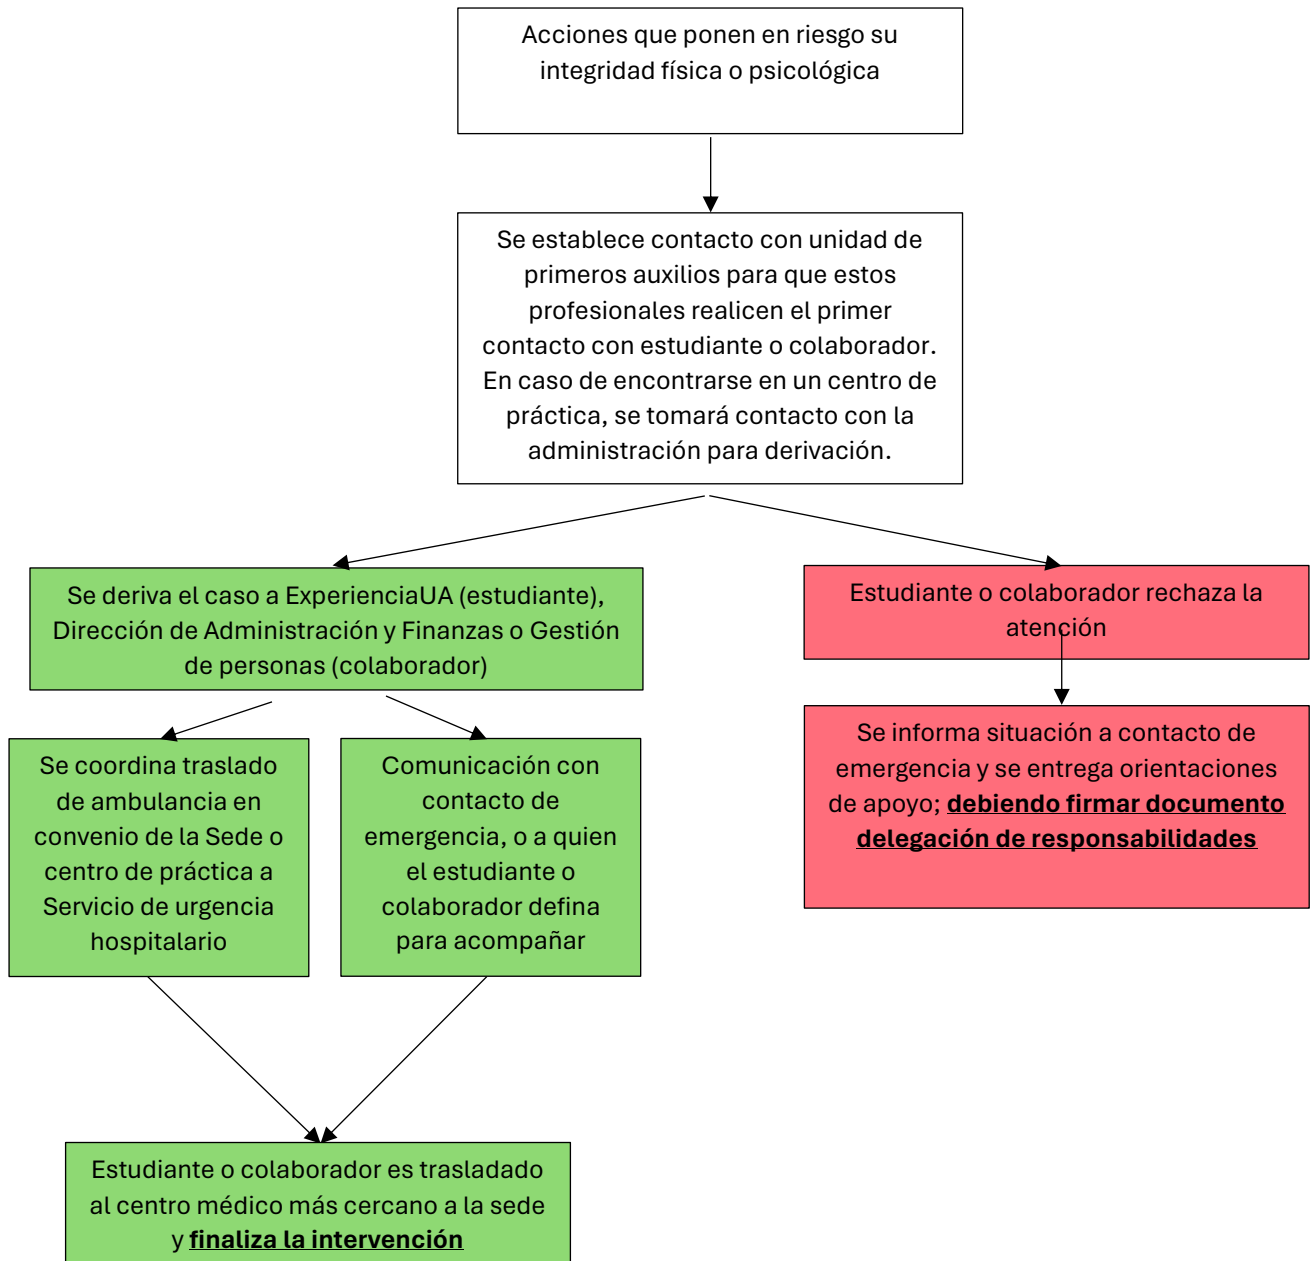 Acciones que ponen en riesgo su
integridad física o psicológica
Se establece contacto con unidad de
primeros auxilios para que estos
profesionales realicen el primer
contacto con estudiante o colaborador.
En caso de encontrarse en un centro de
práctica, se tomará contacto con la
administración para derivación.
Se deriva el caso a ExperienciaUA (estudiante),
Dirección de Administración y Finanzas o Gestión
de personas (colaborador)
Estudiante o colaborador rechaza la
atención
Se coordina traslado
de ambulancia en
convenio de la Sede o
centro de práctica a
Servicio de urgencia
hospitalario
Comunicación con
contacto de
emergencia, o a quien
el estudiante o
colaborador defina
para acompañar
Se informa situación a contacto de
emergencia y se entrega orientaciones
de apoyo; debiendo firmar documento
delegación de responsabilidades
Estudiante o colaborador es trasladado
al centro médico más cercano a la sede
y finaliza la intervención